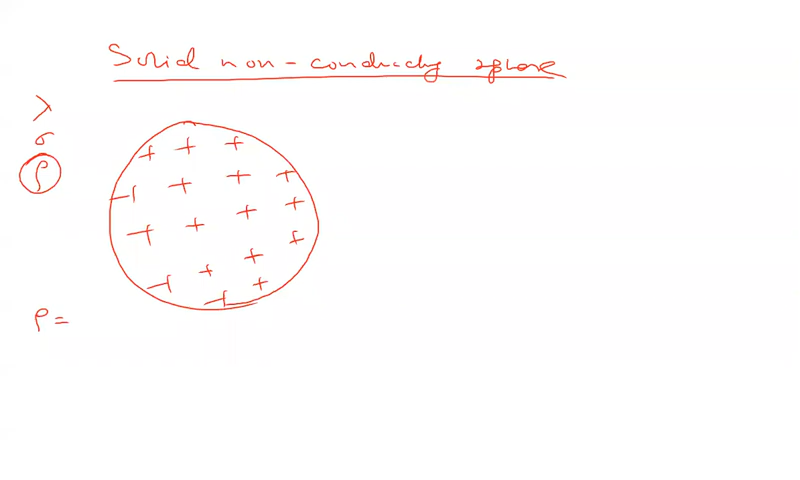 Solid non-conducting sphere
λ
σ
ρ
+ + +
+ + + +
+ + + +
+ + +
+ + +
ρ =